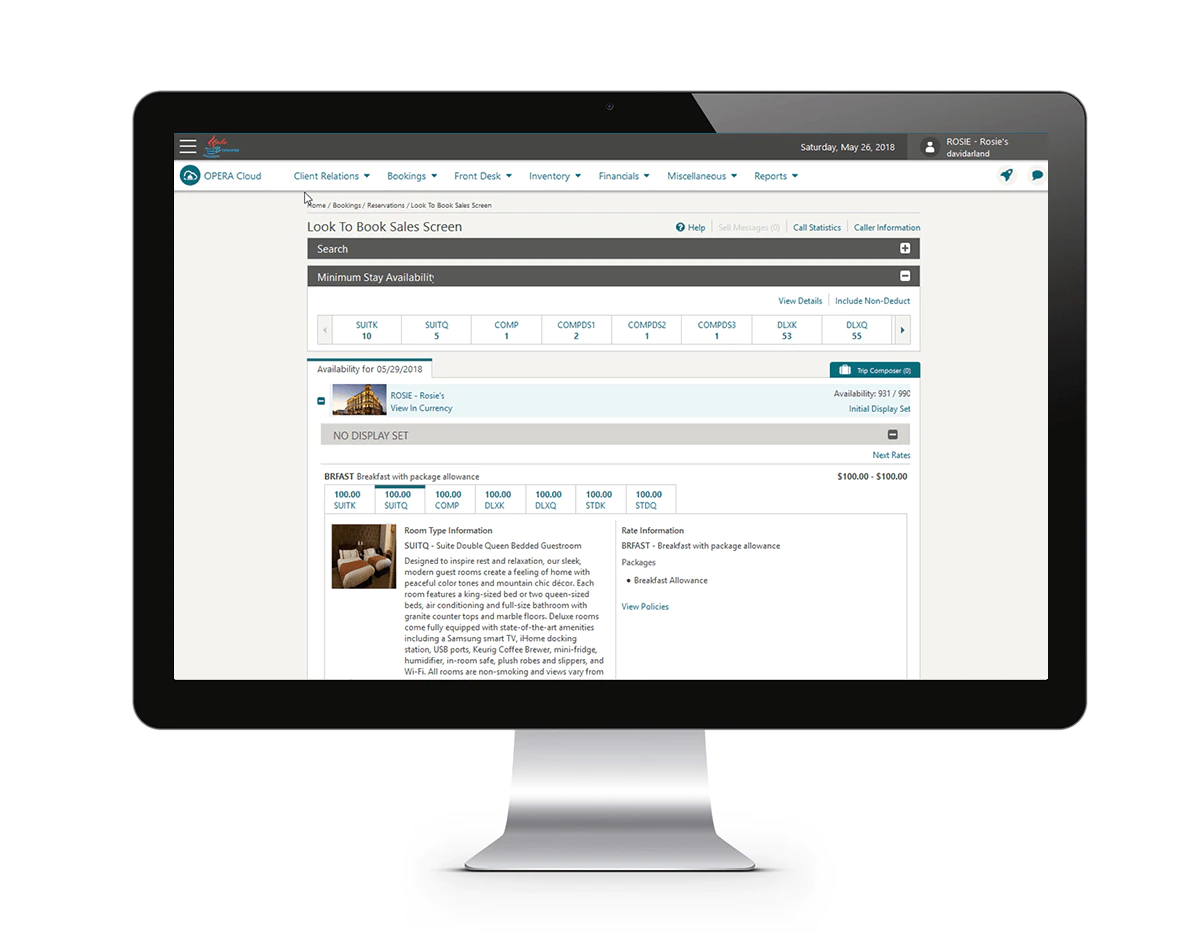 Saturday, May 26, 2018
ROSIE - Rosie's
davidarland
OPERA Cloud
Client Relations
Bookings
Front Desk
Inventory
Financials
Miscellaneous
Reports
Home / Bookings / Reservations / Look To Book Sales Screen
Look To Book Sales Screen
Help
Sell Messages (0)
Call Statistics
Caller Information
Search
Minimum Stay Availability
View Details
Include Non-Deduct
SUITK SUITQ COMP COMPDS1 COMPDS2 COMPDS3 DLXK DLXQ
10 5 1 2 1 1 53 55
Availability for 05/29/2018
Trip Composer (0)
ROSIE - Rosie's
View In Currency
Availability: 931 / 990
Initial Display Set
NO DISPLAY SET
Next Rates
BRFAST Breakfast with package allowance
$100.00 - $100.00
100.00 100.00 100.00 100.00 100.00 100.00 100.00
SUITK SUITQ COMP DLXK DLXQ STDK STDQ
Room Type Information
SUITQ - Suite Double Queen Bedded Guestroom
Designed to inspire rest and relaxation, our sleek,
modern guest rooms create a feeling of home with
peaceful color tones and mountain chic décor. Each
room features a king-sized bed or two queen-sized
beds, air conditioning and full-size bathroom with
granite counter tops and marble floors. Deluxe rooms
come fully equipped with state-of-the-art amenities
including a Samsung smart TV, iHome docking
station, USB ports, Keurig Coffee Brewer, mini-fridge,
humidifier, in-room safe, plush robes and slippers, and
Wi-Fi. All rooms are non-smoking and views vary from
Rate Information
BRFAST - Breakfast with package allowance
Packages
• Breakfast Allowance
View Policies